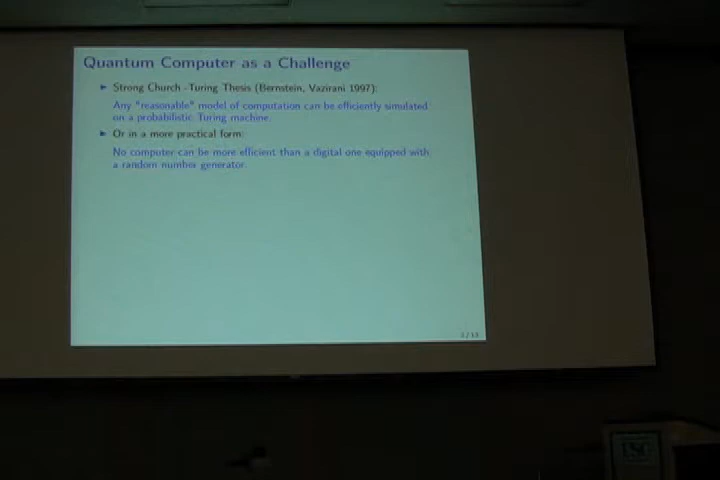 Quantum Computer as a Challenge
Strong Church-Turing Thesis (Bernstein, Vazirani 1997):
Any "reasonable" model of computation can be efficiently simulated
on a probabilistic Turing machine.
Or in a more practical form:
No computer can be more efficient than a digital one equipped with
a random number generator.
USC